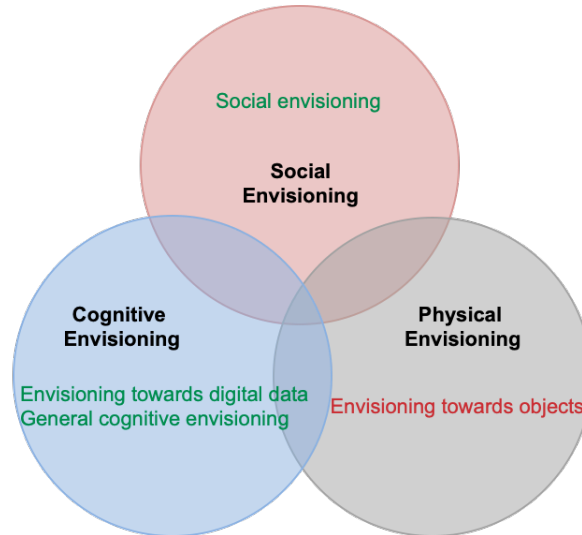 Social envisioning
Social
Envisioning
Cognitive
Envisioning
Physical
Envisioning
Envisioning towards digital data
General cognitive envisioning
Envisioning towards objects